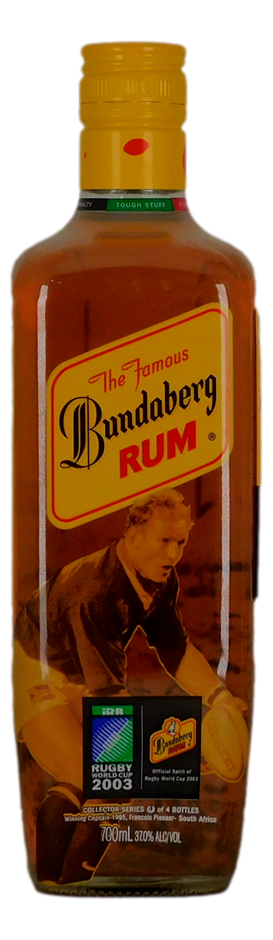 TOUGH STUFF
The Famous
Bundaberg
RUM ®
IRB
RUGBY
WORLD CUP
2003
Bundaberg
RUM
Official Spirit of
Rugby World Cup 2003
COLLECTOR SERIES of 4 BOTTLES
Winning Captain 1995, Francois Pienaar- South Africa
700mL 37.0% ALC/VOL